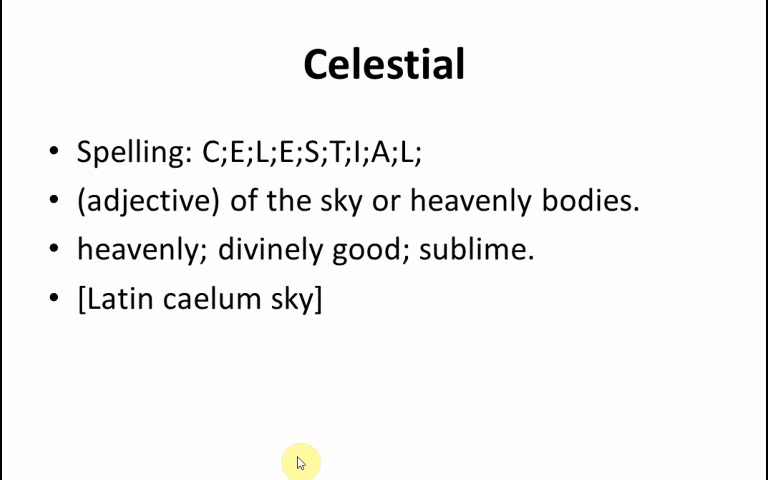 Celestial
• Spelling: C;E;L;E;S;T;I;A;L;
• (adjective) of the sky or heavenly bodies.
• heavenly; divinely good; sublime.
• [Latin caelum sky]